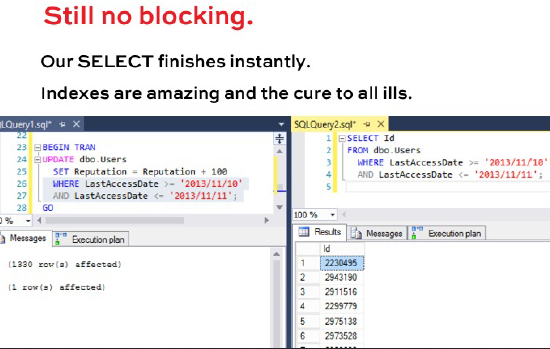 Still no blocking.
Our SELECT finishes instantly.
Indexes are amazing and the cure to all ills.
LQuery1.sql*
22
23 BEGIN TRAN
24 UPDATE dbo.Users
25 SET Reputation = Reputation + 100
26 WHERE LastAccessDate >= '2013/11/10'
27 AND LastAccessDate <= '2013/11/11';
28 GO
0 %
Messages Execution plan
(1330 row(s) affected)
(1 row(s) affected)
SQLQuery2.sql*
1 SELECT Id
2 FROM dbo.Users
3 WHERE LastAccessDate >= '2013/11/10'
4 AND LastAccessDate <= '2013/11/11';
5
100 %
Results Messages Execution plan
Id
1 2230495
2 2943190
3 2911516
4 2299779
5 2975138
6 2973528